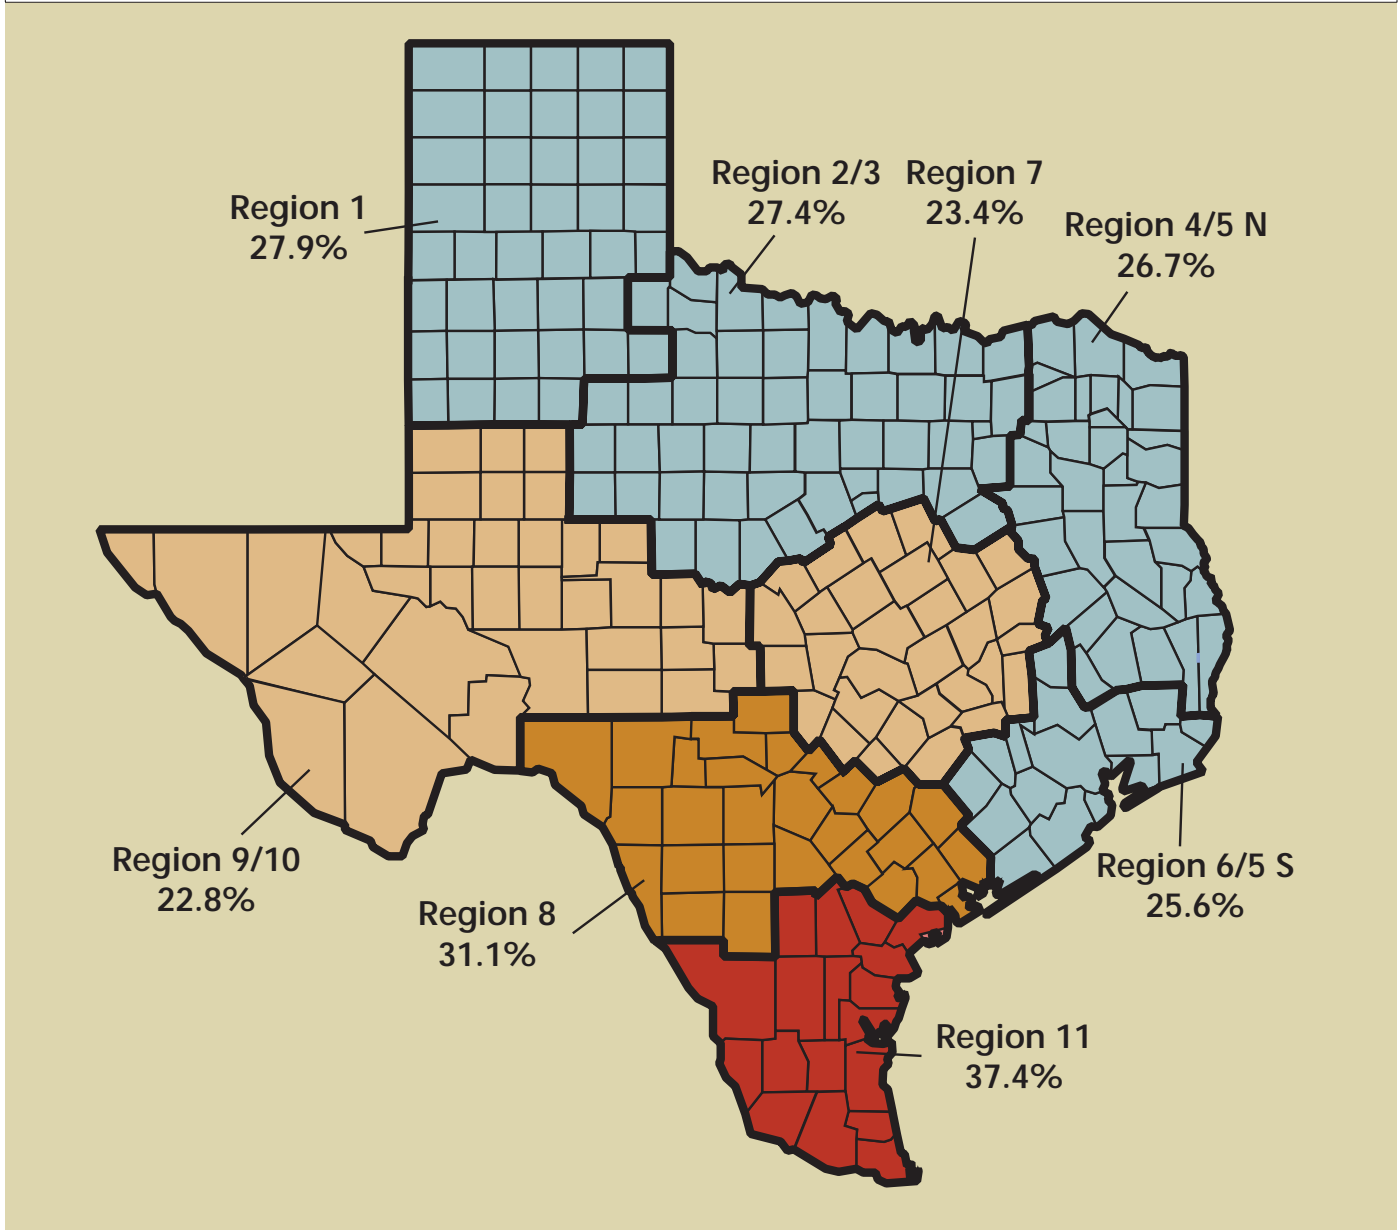 Region 1
27.9%
Region 2/3
27.4%
Region 7
23.4%
Region 4/5 N
26.7%
Region 9/10
22.8%
Region 8
31.1%
Region 6/5 S
25.6%
Region 11
37.4%